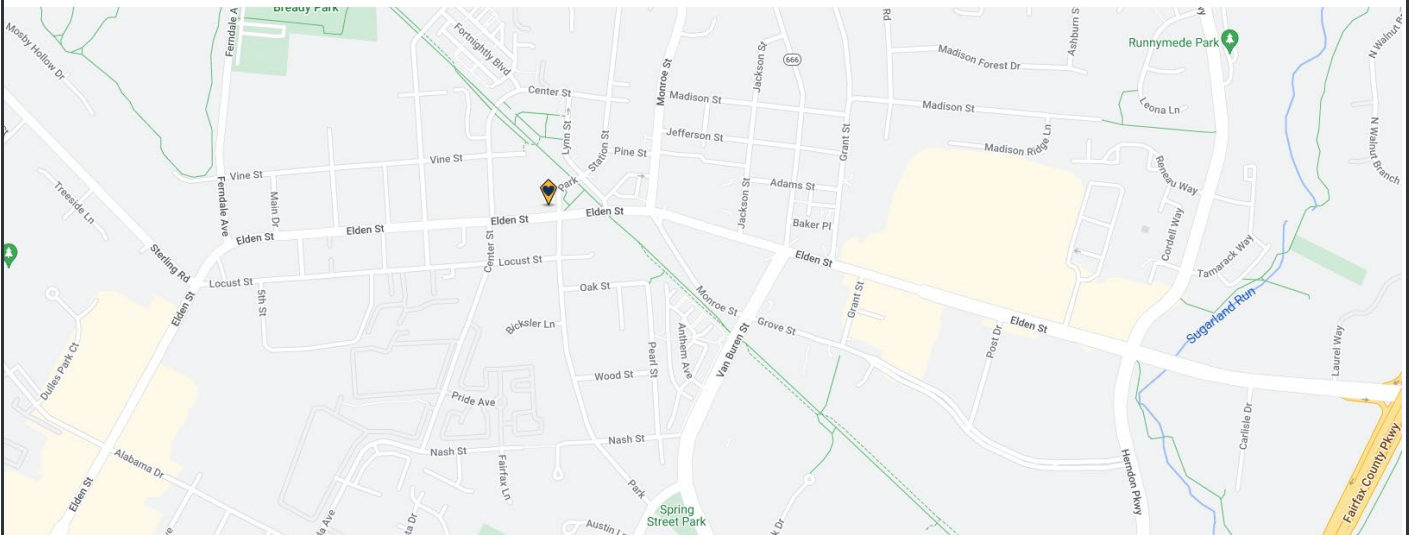 Bready Park
Mosby Hollow Dr
Ferndale A
Fortnightly Blvd
Monroe St
Jackson St
666
Rd
Madison Forest Dr
Ashburn S
Runnymede Park
N Walnut B
Center St
Madison St
Madison St
Leona Ln
Lynn St
Station St
Jefferson St
Grant St
Madison Ridge Ln
N Walnut Branch
Vine St
Vine St
Pine St
Reneau Way
Treeside Ln
Ferndale Ave
Main Dr
Park
Jackson St
Adams St
Cordell Way
Elden St
Elden St
Elden St
Elden St
Baker Pl
Tamarack Way
Sterling Rd
Center St
Locust St
Elden St
Locust St
5th St
Oak St
Monroe St
Grant St
Sugarland Run
Elden St
Bicksler Ln
Anthem Ave
Van Buren St
Grove St
Post Dr
Elden St
Laurel Way
Dulles Park Ct
Pearl St
Wood St
Pride Ave
Carlisle Dr
Nash St
Nash St
Alabama Dr
Fairfax Ln
Park
Herndon Pkwy
Fairfax County Pkwy
Elden St
Spring
Street Park
Austin L